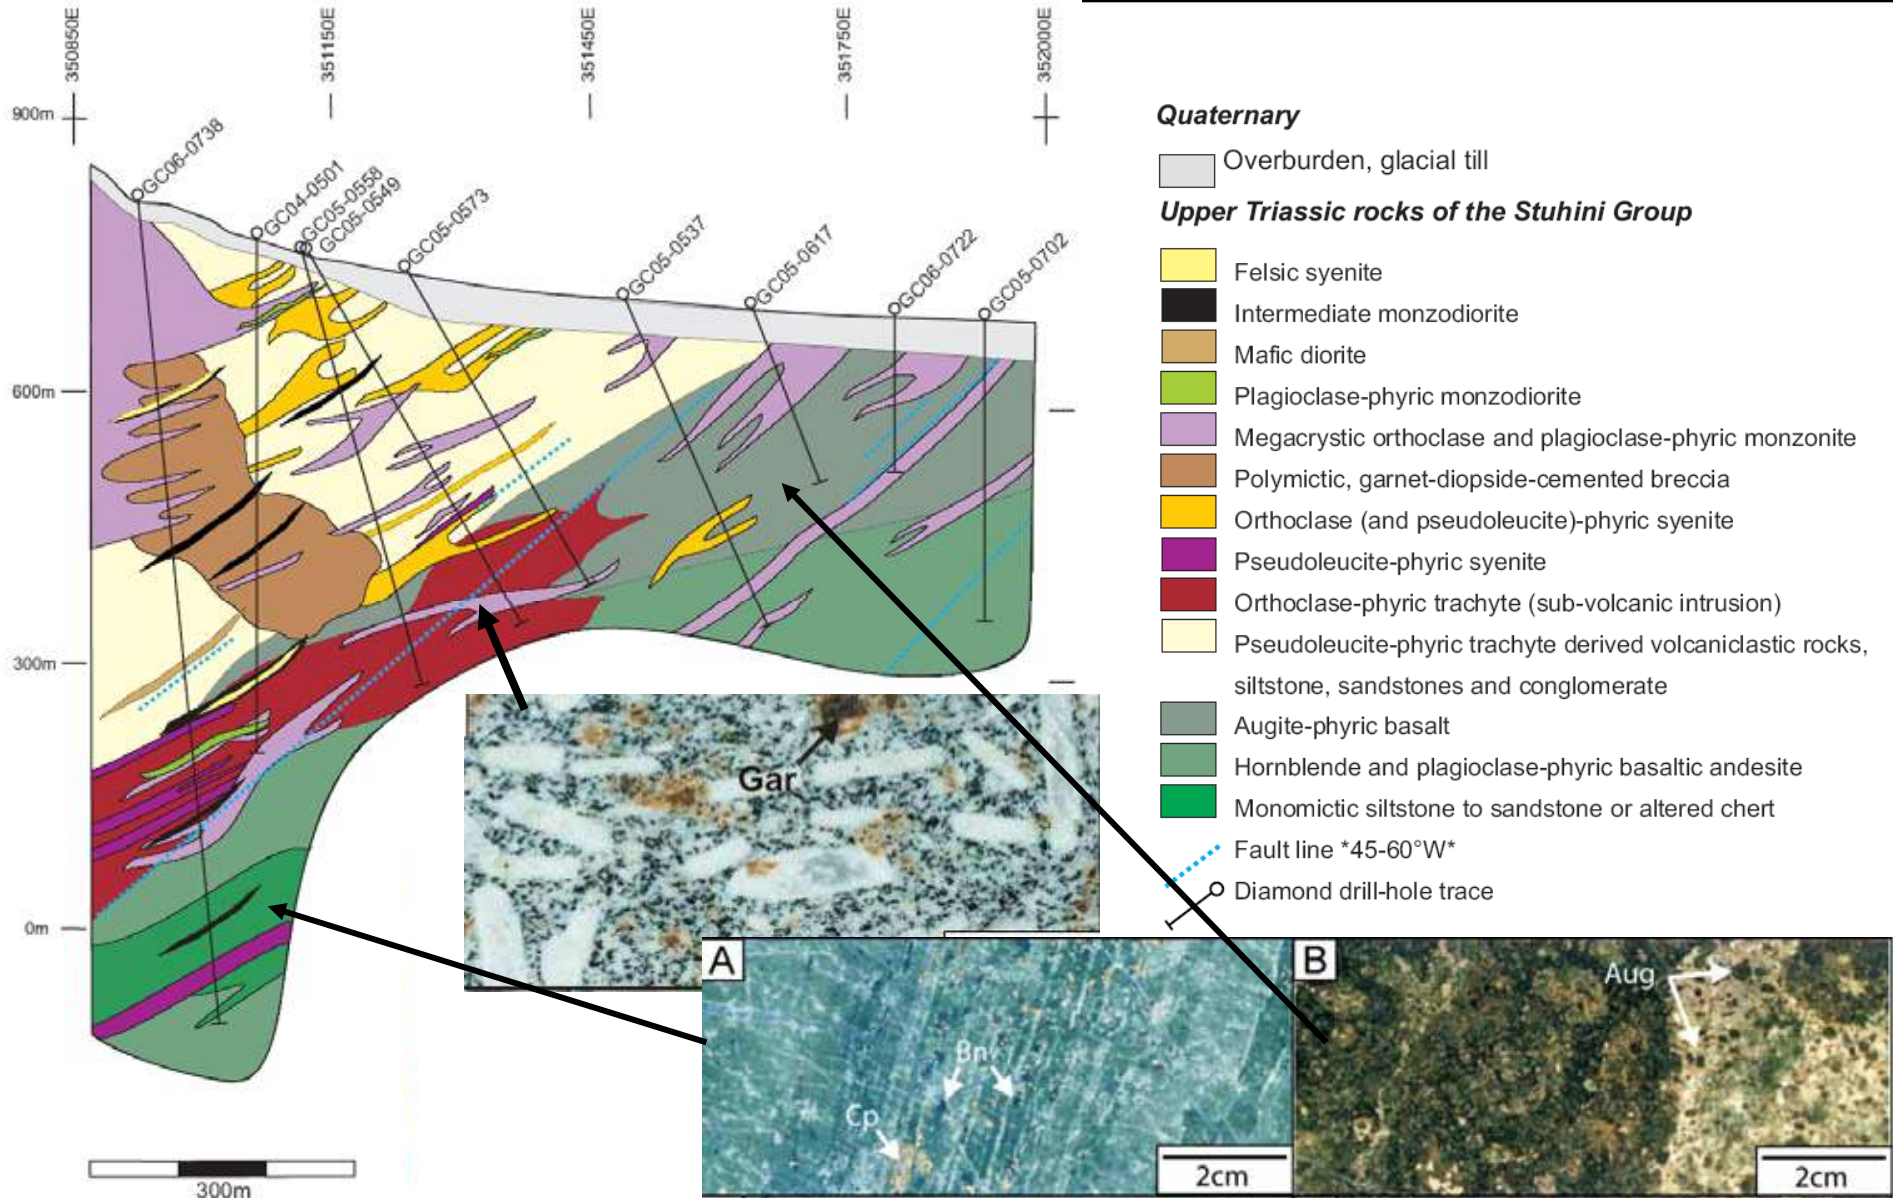 350850E
351150E
351450E
351750E
352000E
900m
600m
300m
0m
GC06-0738
GC04-0501
GC05-0558
GC05-0549
GC05-0573
GC05-0537
GC05-0617
GC06-0722
GC05-0702
Quaternary
Overburden, glacial till
Upper Triassic rocks of the Stuhini Group
Felsic syenite
Intermediate monzodiorite
Mafic diorite
Plagioclase-phyric monzodiorite
Megacrystic orthoclase and plagioclase-phyric monzonite
Polymictic, garnet-diopside-cemented breccia
Orthoclase (and pseudoleucite)-phyric syenite
Pseudoleucite-phyric syenite
Orthoclase-phyric trachyte (sub-volcanic intrusion)
Pseudoleucite-phyric trachyte derived volcaniclastic rocks,
siltstone, sandstones and conglomerate
Augite-phyric basalt
Hornblende and plagioclase-phyric basaltic andesite
Monomictic siltstone to sandstone or altered chert
Fault line *45-60°W*
Diamond drill-hole trace
Gar
A
Bn
Cp
2cm
B
Aug
2cm
300m